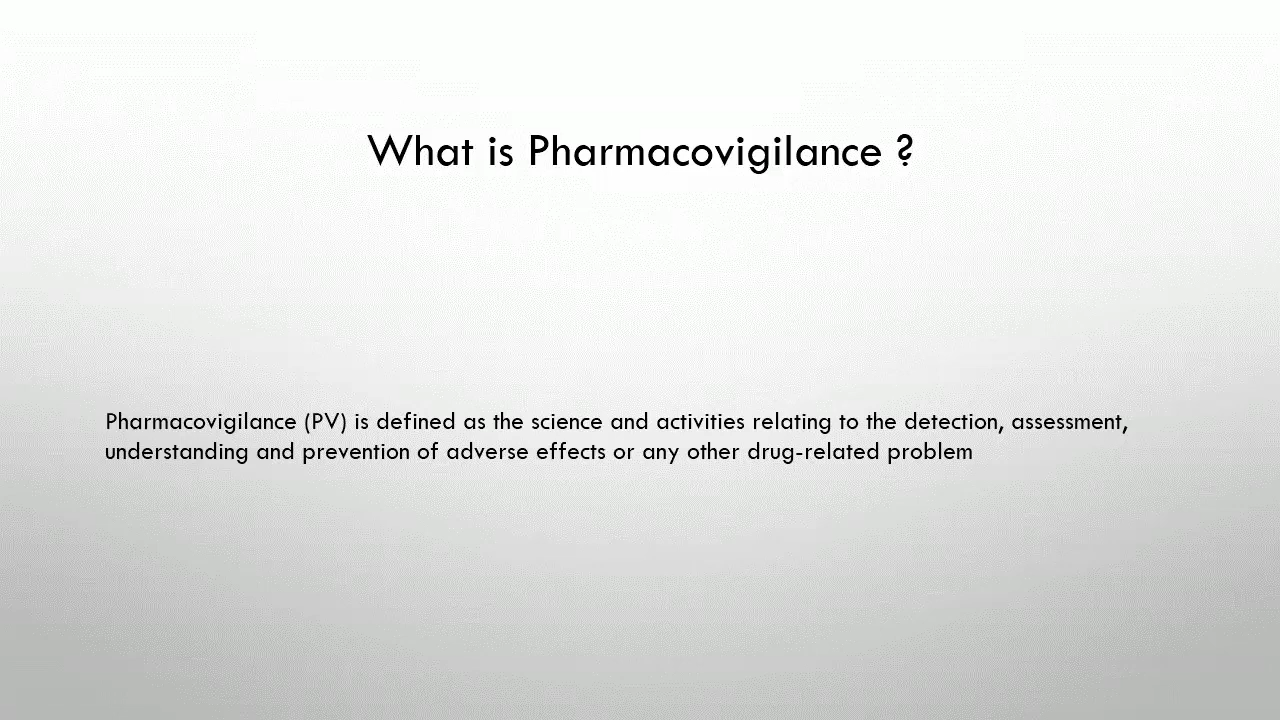 What is Pharmacovigilance ?
Pharmacovigilance (PV) is defined as the science and activities relating to the detection, assessment,
understanding and prevention of adverse effects or any other drug-related problem